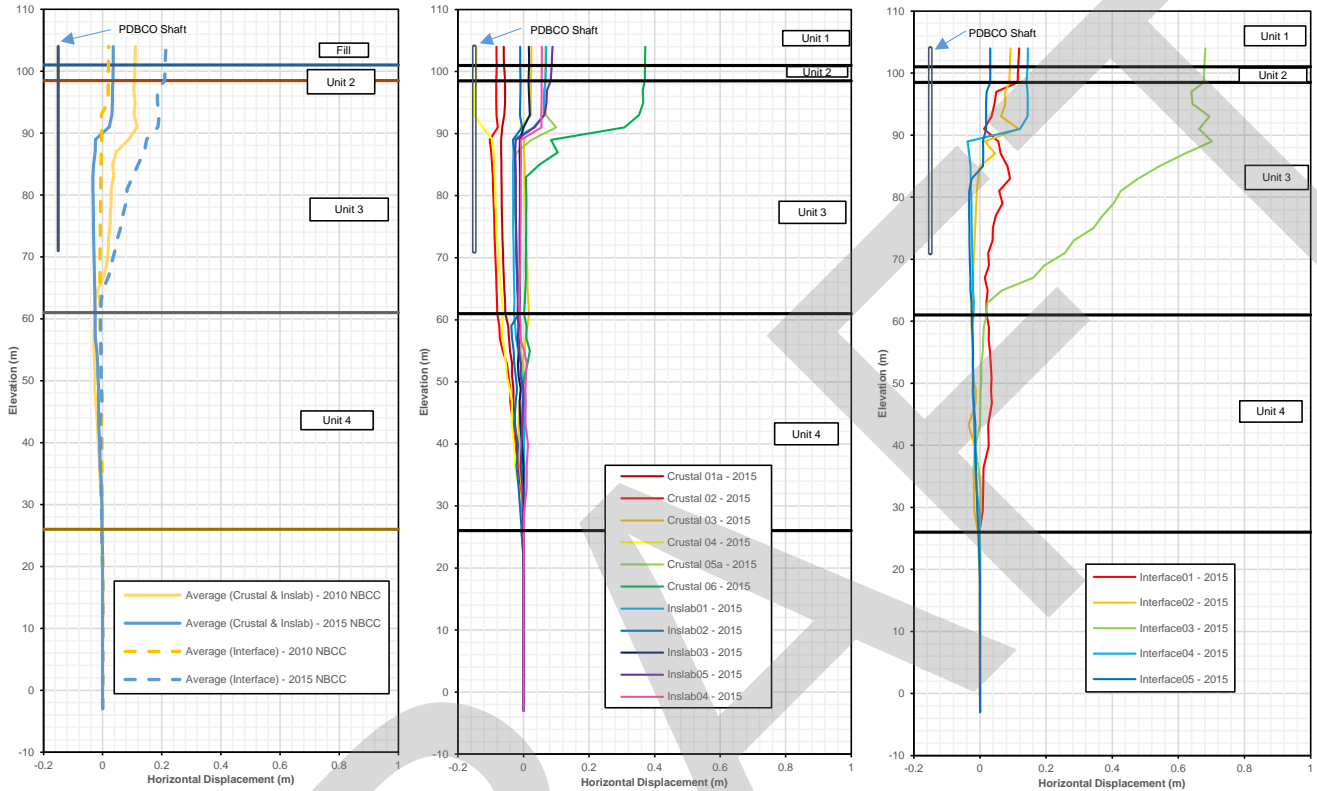 PDBCO Shaft
Fill
Unit 2
Unit 3
Unit 4
110
100
90
80
70
60
50
40
30
20
10
0
-10
Elevation (m)
Average (Crustal & Inslab) - 2010 NBCC
Average (Crustal & Inslab) - 2015 NBCC
Average (Interface) - 2010 NBCC
Average (Interface) - 2015 NBCC
-0.2 0 0.2 0.4 0.6 0.8 1
Horizontal Displacement (m)
PDBCO Shaft
Unit 1
Unit 2
Unit 3
Unit 4
110
100
90
80
70
60
50
40
30
20
10
0
-10
Elevation (m)
Crustal 01a - 2015
Crustal 02 - 2015
Crustal 03 - 2015
Crustal 04 - 2015
Crustal 05a - 2015
Crustal 06 - 2015
Inslab01 - 2015
Inslab02 - 2015
Inslab03 - 2015
Inslab05 - 2015
Inslab04 - 2015
-0.2 0 0.2 0.4 0.6 0.8 1
Horizontal Displacement (m)
PDBCO Shaft
Unit 1
Unit 2
Unit 3
Unit 4
110
100
90
80
70
60
50
40
30
20
10
0
-10
Elevation (m)
Interface01 - 2015
Interface02 - 2015
Interface03 - 2015
Interface04 - 2015
Interface05 - 2015
-0.2 0 0.2 0.4 0.6 0.8 1
Horizontal Displacement (m)